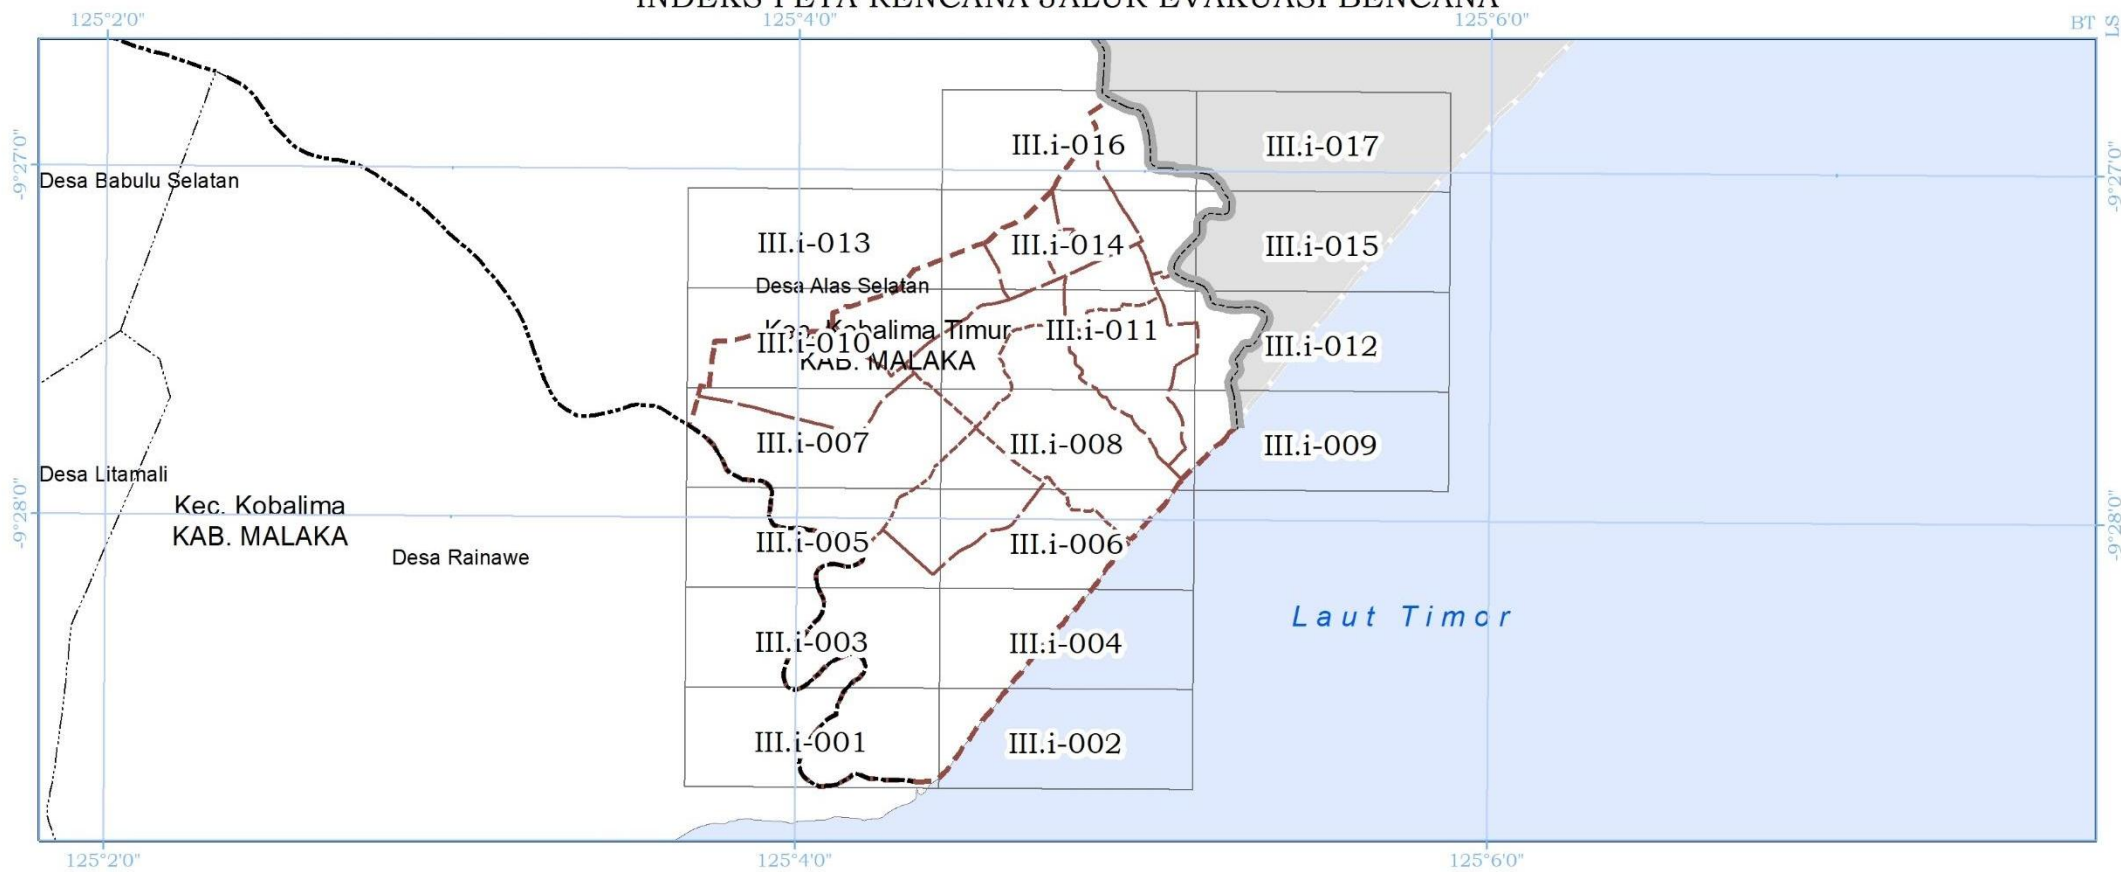 INDEKS PETA RENCANA JALUR EVAKUASI BENCANA
125°2'0"
125°4'0"
125°6'0"
BT
LS
-9°27'0"
-9°27'0"
III.i-016
III.i-017
Desa Babulu Selatan
III.i-013
III.i-014
III.i-015
Desa Alas Selatan
Kec. Kobalima Timur
KAB. MALAKA
III.i-010
III.i-011
III.i-012
III.i-007
III.i-008
III.i-009
Desa Litamali
Kec. Kobalima
KAB. MALAKA
-9°28'0"
-9°28'0"
Desa Rainawe
III.i-005
III.i-006
Laut Timor
III.i-003
III.i-004
III.i-001
III.i-002
125°2'0"
125°4'0"
125°6'0"